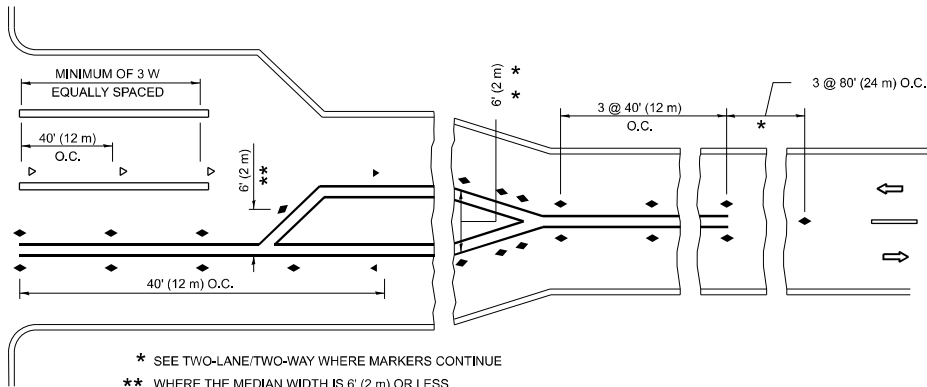 MINIMUM OF 3 W
EQUALLY SPACED
40' (12 m)
O.C.
6' (2 m)
**
40' (12 m) O.C.
6' (2 m)
* *
3 @ 40' (12 m)
O.C.
3 @ 80' (24 m) O.C.
*
* SEE TWO-LANE/TWO-WAY WHERE MARKERS CONTINUE
** WHERE THE MEDIAN WIDTH IS 6' (2 m) OR LESS